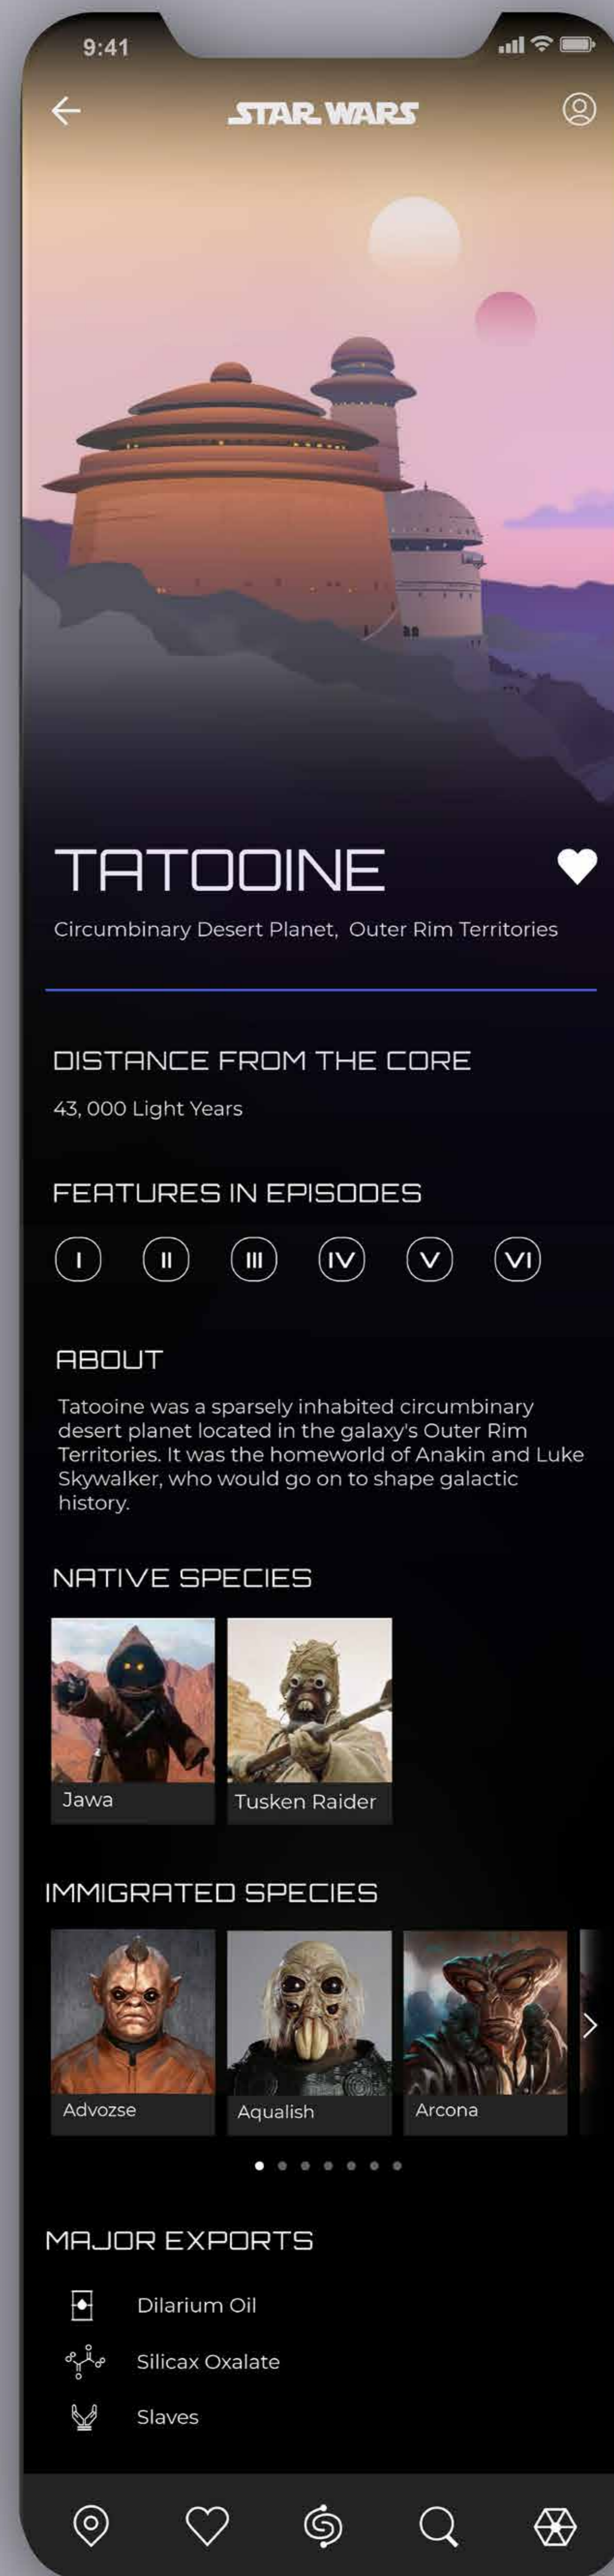 9:41
STAR WARS
TATOOINE
Circumbinary Desert Planet,  Outer Rim Territories
DISTANCE FROM THE CORE
43, 000 Light Years
FEATURES IN EPISODES
I II III IV V VI
ABOUT
Tatooine was a sparsely inhabited circumbinary
desert planet located in the galaxy's Outer Rim
Territories. It was the homeworld of Anakin and Luke
Skywalker, who would go on to shape galactic
history.
NATIVE SPECIES
Jawa
Tusken Raider
IMMIGRATED SPECIES
Advozse
Aqualish
Arcona
MAJOR EXPORTS
Dilarium Oil
Silicax Oxalate
Slaves